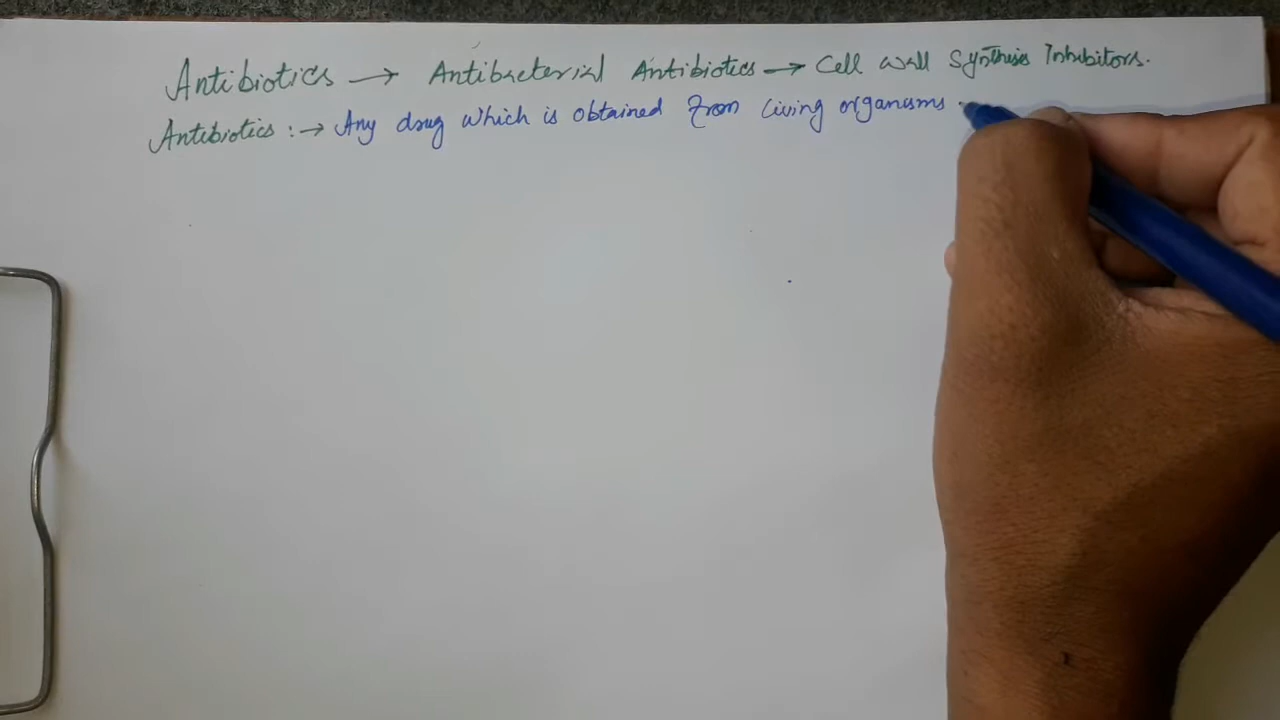 Antibiotics → Antibacterial Antibiotics → Cell wall Synthesis Inhibitors.
Antibiotics :→ Any drug which is obtained from living organisms